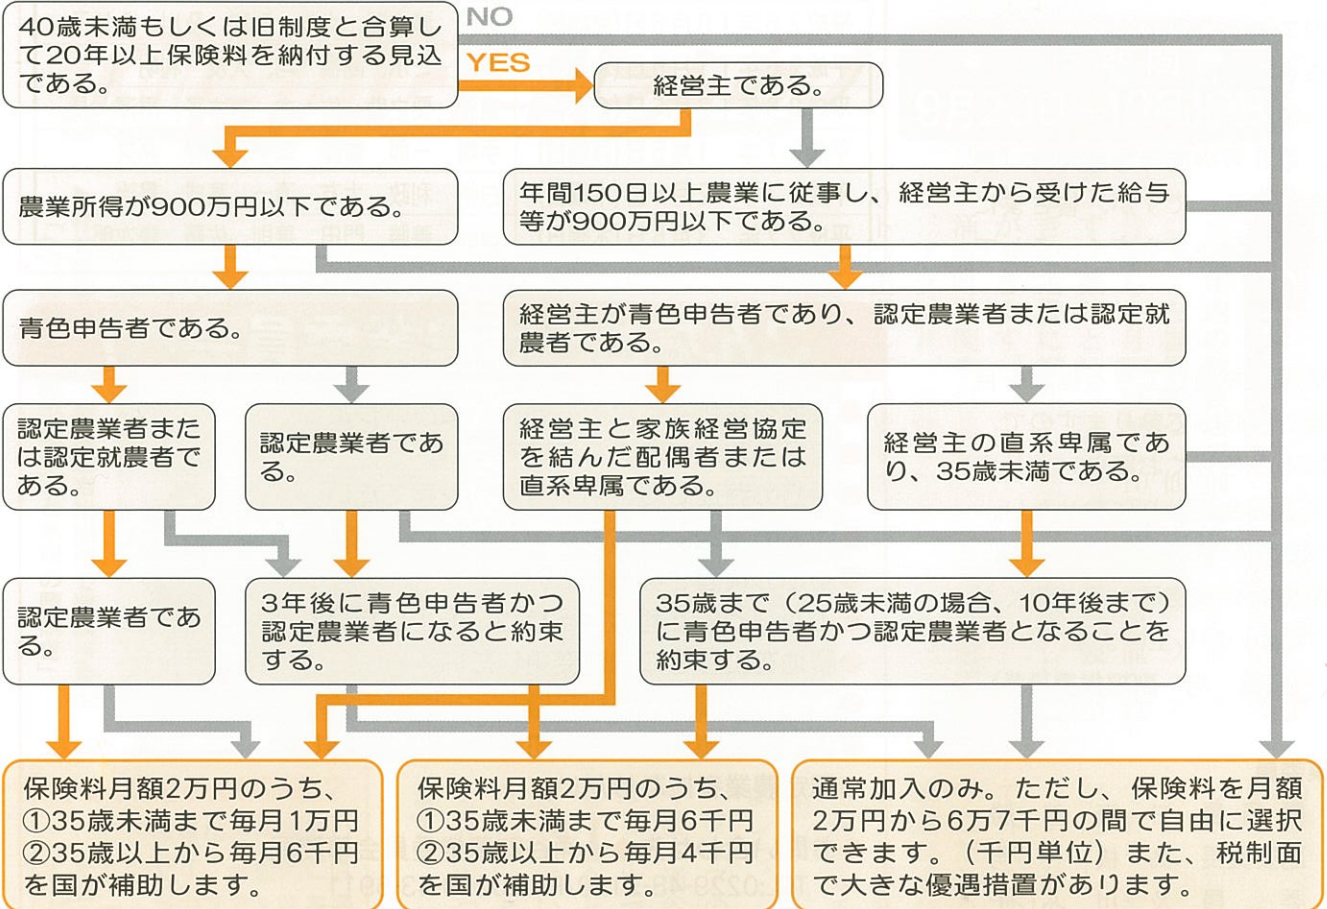 40歳未満もしくは旧制度と合算し
て20年以上保険料を納付する見込
である。
NO
YES
経営主である。
農業所得が900万円以下である。
年間150日以上農業に従事し、経営主から受けた給与
等が900万円以下である。
青色申告者である。
経営主が青色申告者であり、認定農業者または認定就
農者である。
認定農業者また
は認定就農者で
ある。
認定農業者であ
る。
経営主と家族経営協定
を結んだ配偶者または
直系卑属である。
経営主の直系卑属であ
り、35歳未満である。
認定農業者であ
る。
3年後に青色申告者かつ
認定農業者になると約束
する。
35歳まで（25歳未満の場合、10年後まで）
に青色申告者かつ認定農業者となることを
約束する。
保険料月額2万円のうち、
①35歳未満まで毎月1万円
②35歳以上から毎月6千円
を国が補助します。
保険料月額2万円のうち、
①35歳未満まで毎月6千円
②35歳以上から毎月4千円
を国が補助します。
通常加入のみ。ただし、保険料を月額
2万円から6万7千円の間で自由に選択
できます。（千円単位）また、税制面
で大きな優遇措置があります。